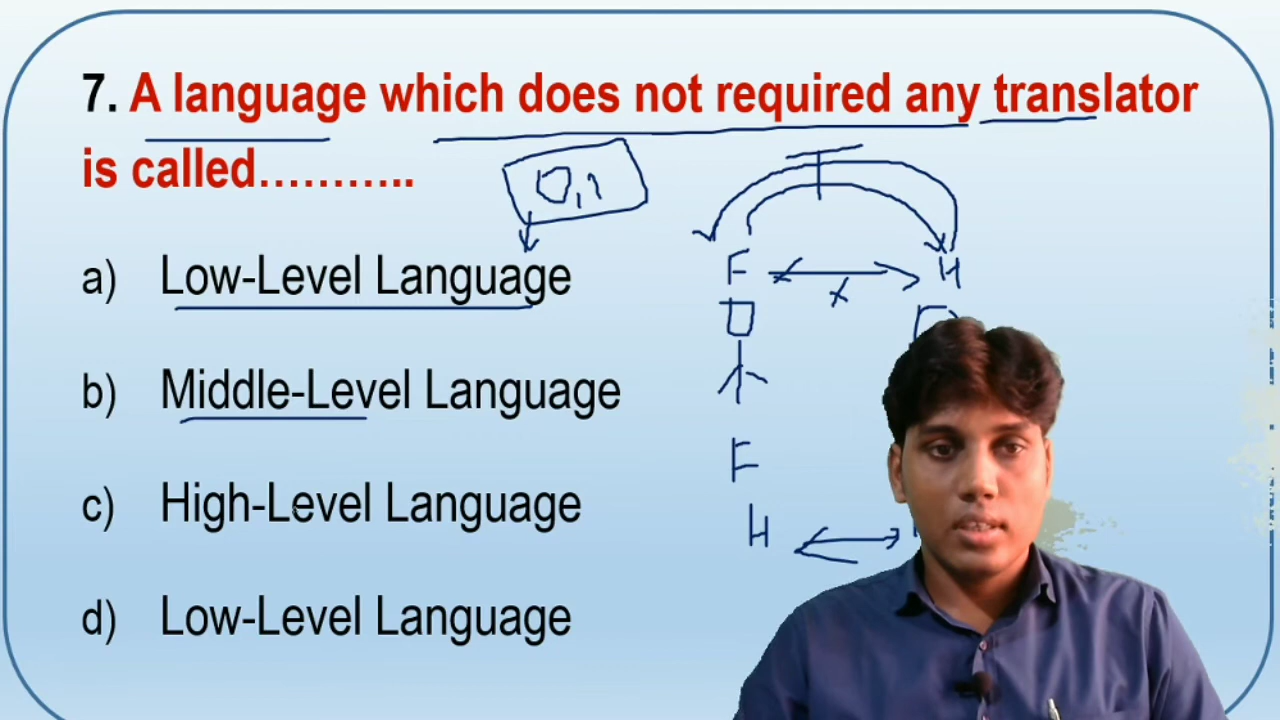 7. A language which does not required any translator
is called………..
0,1
a) Low-Level Language
F H
b) Middle-Level Language
F
c) High-Level Language
H
d) Low-Level Language